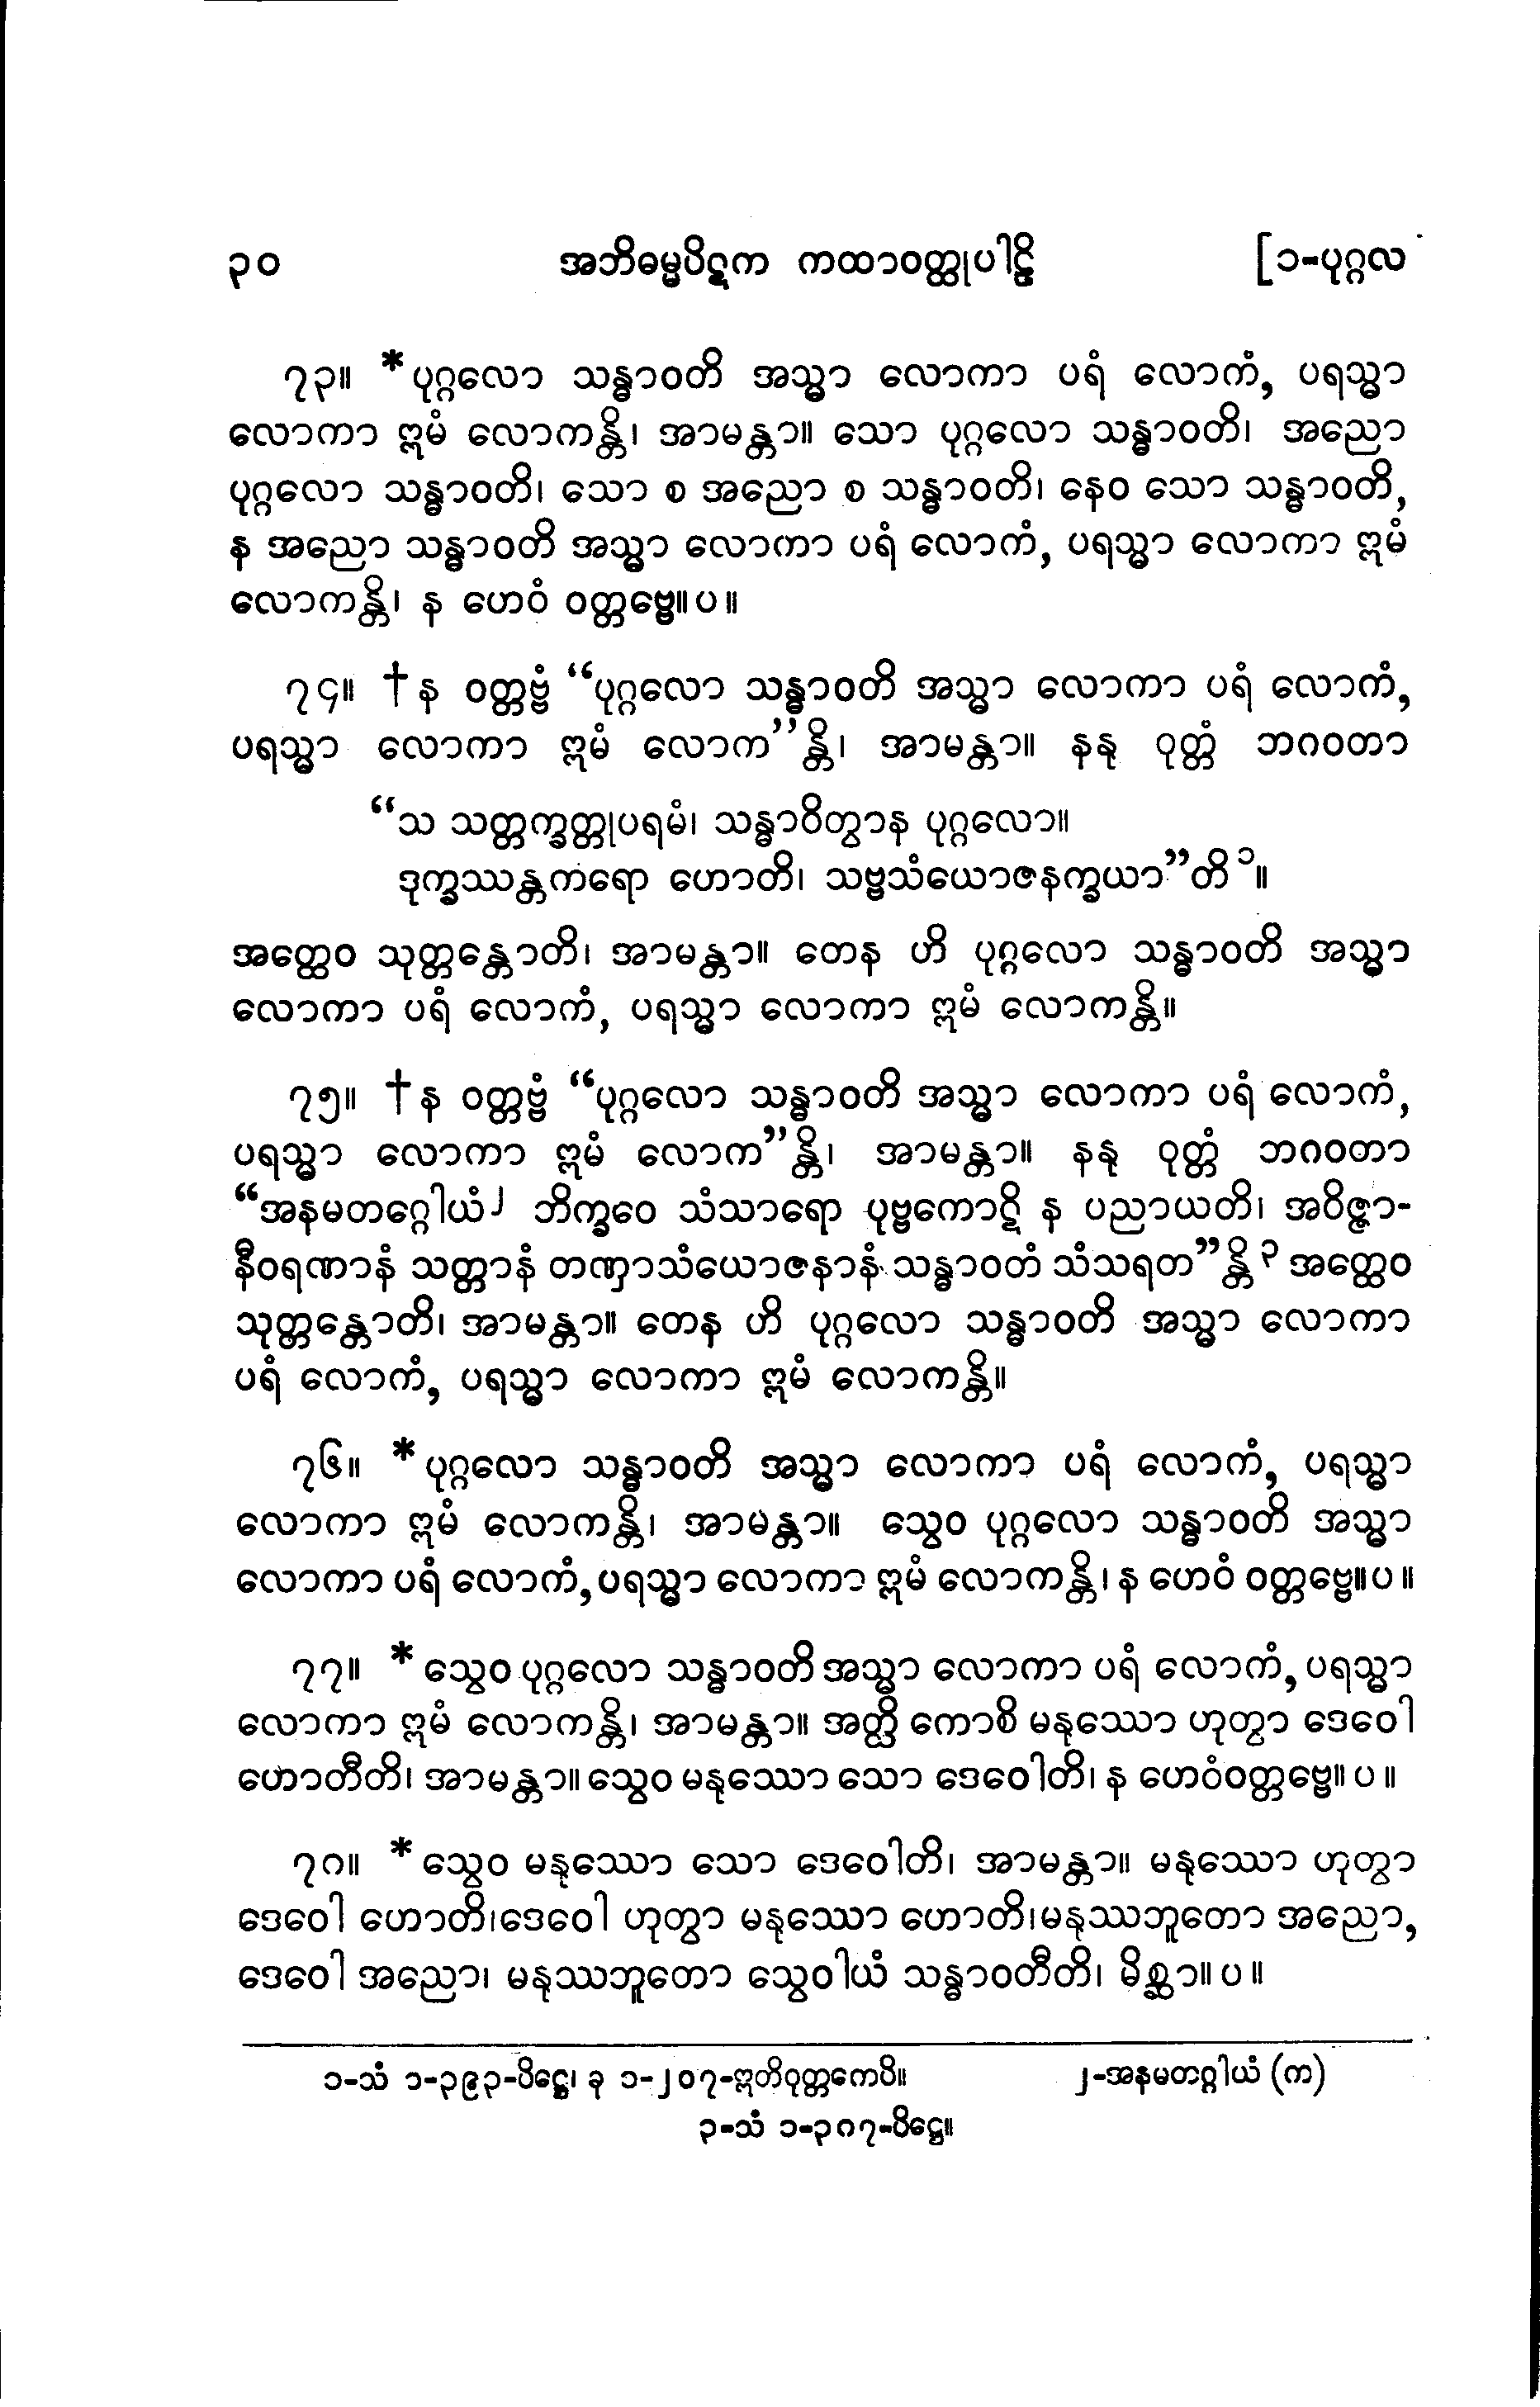 ၃၀ အဘိဓမ္မပိဋက ကထာဝတ္ထုပါဠိ [၁-ပုဂ္ဂလ
၇၃။ *ပုဂ္ဂလော သန္ဓာဝတိ အသ္မာ လောကာ ပရံ လောကံ, ပရသ္မာ
လောကာ ဣမံ လောကန္တိ၊ အာမန္တာ။ သော ပုဂ္ဂလော သန္ဓာဝတိ၊ အညော
ပုဂ္ဂလော သန္ဓာဝတိ၊ သော စ အညော စ သန္ဓာဝတိ၊ နေဝ သော သန္ဓာဝတိ,
န အညော သန္ဓာဝတိ အသ္မာ လောကာ ပရံ လောကံ, ပရသ္မာ လောကာ ဣမံ
လောကန္တိ၊ န ဟေဝံ ဝတ္တဗ္ဗေ။ပ။
၇၄။ †န ဝတ္တဗ္ဗံ “ပုဂ္ဂလော သန္ဓာဝတိ အသ္မာ လောကာ ပရံ လောကံ,
ပရသ္မာ လောကာ ဣမံ လောက”န္တိ၊ အာမန္တာ။ နနု ဝုတ္တံ ဘဂဝတာ
“သ သတ္တက္ခတ္တုပရမံ၊ သန္ဓာဝိတွာန ပုဂ္ဂလော။
ဒုက္ခဿန္တကရော ဟောတိ၊ သဗ္ဗသံယောဇနက္ခယာ”တိ၁။
အတ္ထေဝ သုတ္တန္တောတိ၊ အာမန္တာ။ တေန ဟိ ပုဂ္ဂလော သန္ဓာဝတိ အသ္မာ
လောကာ ပရံ လောကံ, ပရသ္မာ လောကာ ဣမံ လောကန္တိ။
၇၅။ †န ဝတ္တဗ္ဗံ “ပုဂ္ဂလော သန္ဓာဝတိ အသ္မာ လောကာ ပရံ လောကံ,
ပရသ္မာ လောကာ ဣမံ လောက”န္တိ၊ အာမန္တာ။ နနု ဝုတ္တံ ဘဂဝတာ
“အနမတဂ္ဂေါယံ၂ ဘိက္ခဝေ သံသာရော ပုဗ္ဗကောဋိ န ပညာယတိ၊ အဝိဇ္ဇာ-
နီဝရဏာနံ သတ္တာနံ တဏှာသံယောဇနာနံ သန္ဓာဝတံ သံသရတ”န္တိ၃ အတ္ထေဝ
သုတ္တန္တောတိ၊ အာမန္တာ။ တေန ဟိ ပုဂ္ဂလော သန္ဓာဝတိ အသ္မာ လောကာ
ပရံ လောကံ, ပရသ္မာ လောကာ ဣမံ လောကန္တိ။
၇၆။ *ပုဂ္ဂလော သန္ဓာဝတိ အသ္မာ လောကာ ပရံ လောကံ, ပရသ္မာ
လောကာ ဣမံ လောကန္တိ၊ အာမန္တာ။ သွေဝ ပုဂ္ဂလော သန္ဓာဝတိ အသ္မာ
လောကာ ပရံ လောကံ,ပရသ္မာ လောကာ ဣမံ လောကန္တိ၊ န ဟေဝံ ဝတ္တဗ္ဗေ။ပ။
၇၇။ *သွေဝ ပုဂ္ဂလော သန္ဓာဝတိ အသ္မာ လောကာ ပရံ လောကံ, ပရသ္မာ
လောကာ ဣမံ လောကန္တိ၊ အာမန္တာ။ အတ္ထိ ကောစိ မနုဿော ဟုတွာ ဒေဝေါ
ဟောတီတိ၊ အာမန္တာ။ သွေဝ မနုဿော သော ဒေဝေါတိ၊ န ဟေဝံဝတ္တဗ္ဗေ။ပ။
၇၈။ *သွေဝ မနုဿော သော ဒေဝေါတိ၊ အာမန္တာ။ မနုဿော ဟုတွာ
ဒေဝေါ ဟောတိ၊ဒေဝေါ ဟုတွာ မနုဿော ဟောတိ၊မနုဿဘူတော အညော,
ဒေဝေါ အညော၊ မနုဿဘူတော သွေဝါယံ သန္ဓာဝတီတိ၊ မိစ္ဆာ။ပ။
၁-သံ ၁-၃၉၃-ပိဋ္ဌေ၊ ခု ၁-၂၀၇-ဣတိဝုတ္တကေပိ။ ၂-အနမတဂ္ဂါယံ (က)
၃-သံ ၁-၃၈၇-ပိဋ္ဌေ။